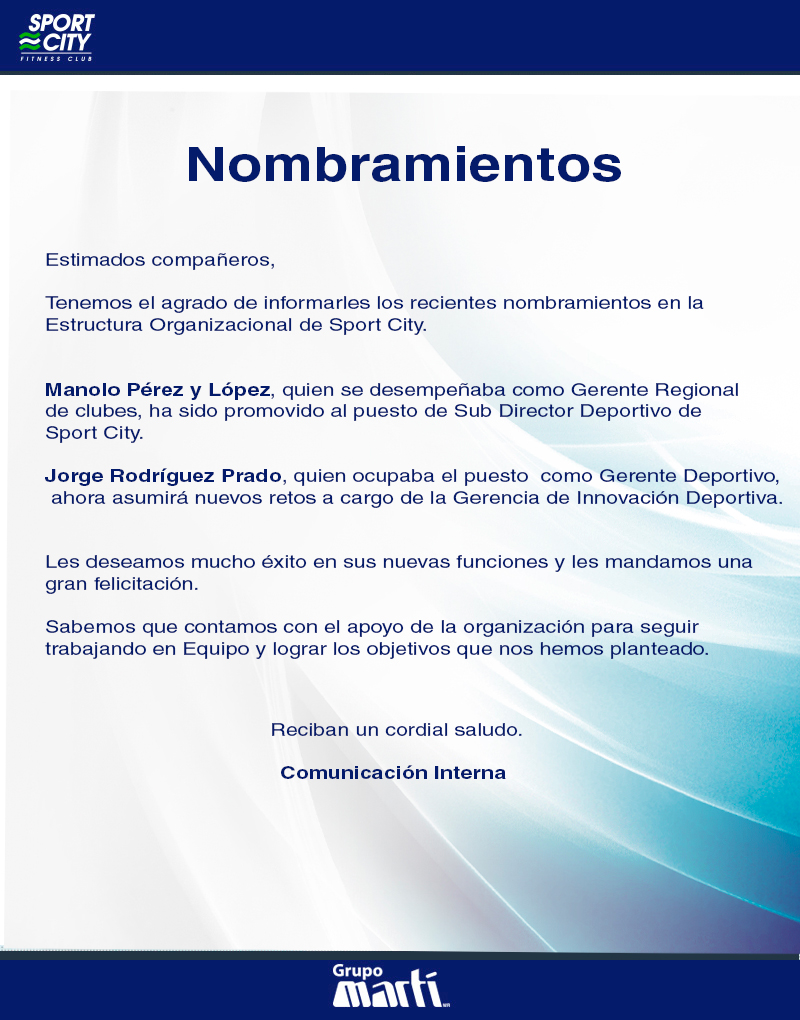 SPORT
CITY
FITNESS CLUB
Nombramientos
Estimados compañeros,
Tenemos el agrado de informarles los recientes nombramientos en la
Estructura Organizacional de Sport City.
Manolo Pérez y López, quien se desempeñaba como Gerente Regional
de clubes, ha sido promovido al puesto de Sub Director Deportivo de
Sport City.
Jorge Rodríguez Prado, quien ocupaba el puesto  como Gerente Deportivo,
ahora asumirá nuevos retos a cargo de la Gerencia de Innovación Deportiva.
Les deseamos mucho éxito en sus nuevas funciones y les mandamos una
gran felicitación.
Sabemos que contamos con el apoyo de la organización para seguir
trabajando en Equipo y lograr los objetivos que nos hemos planteado.
Reciban un cordial saludo.
Comunicación Interna
Grupo
martí